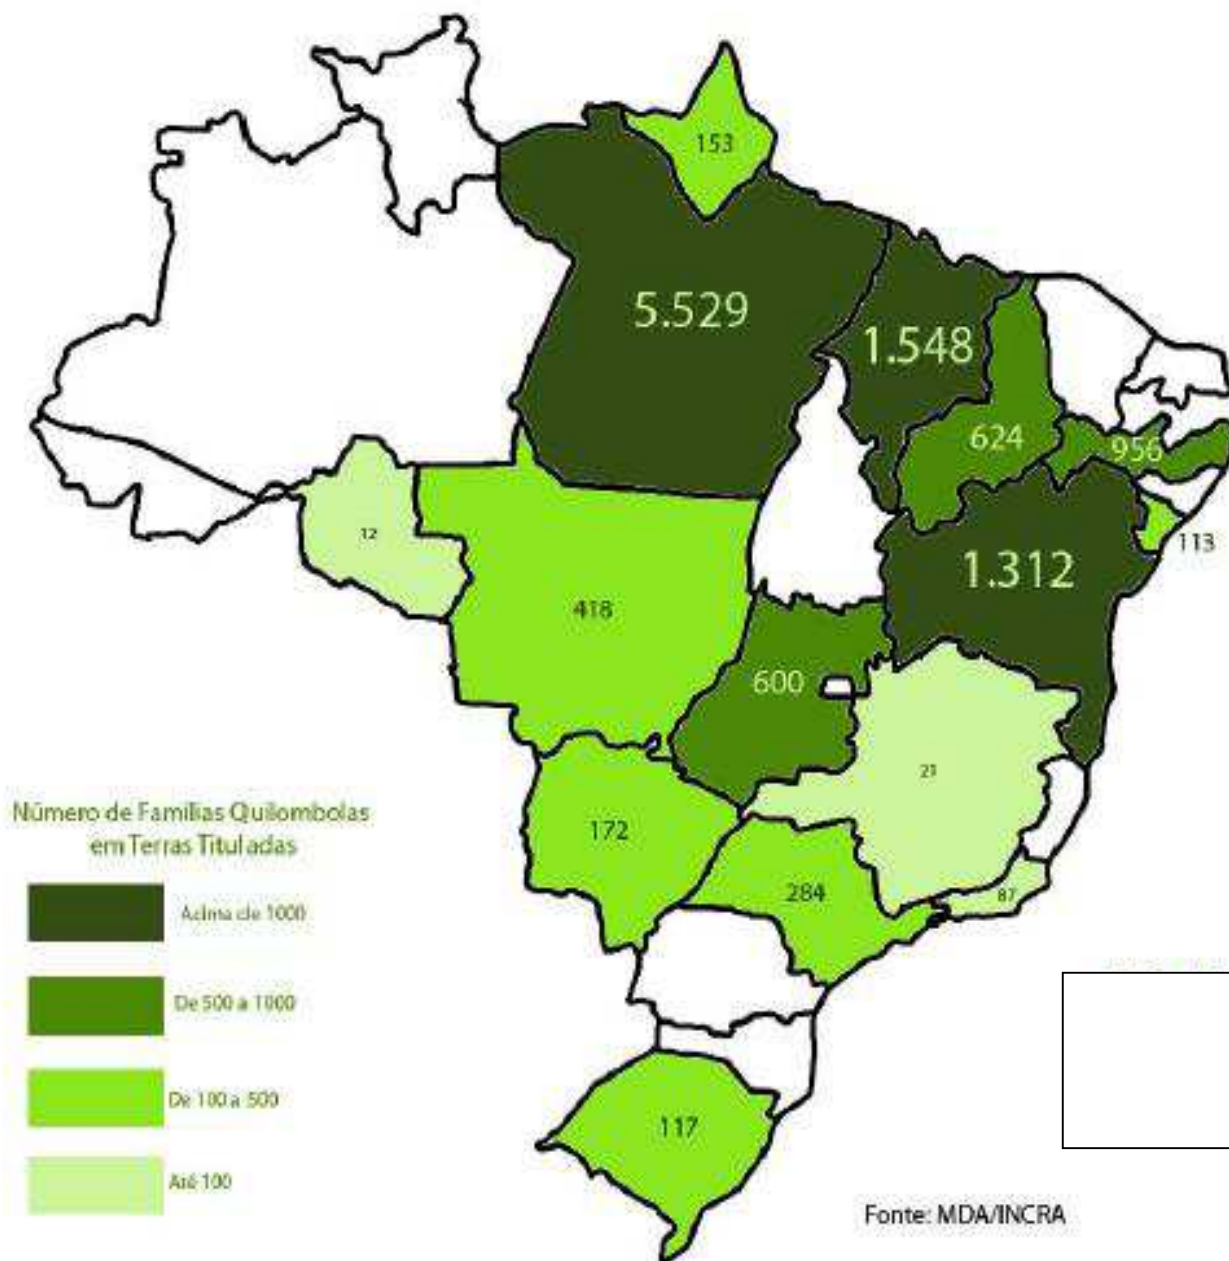 153
5.529
1.548
624
956
12
113
1.312
418
600
21
172
284
87
117
Número de Famílias Quilombolas
em Terras Tituladas
Acima de 1000
De 500 a 1000
De 100 a 500
Até 100
Fonte: MDA/INCRA